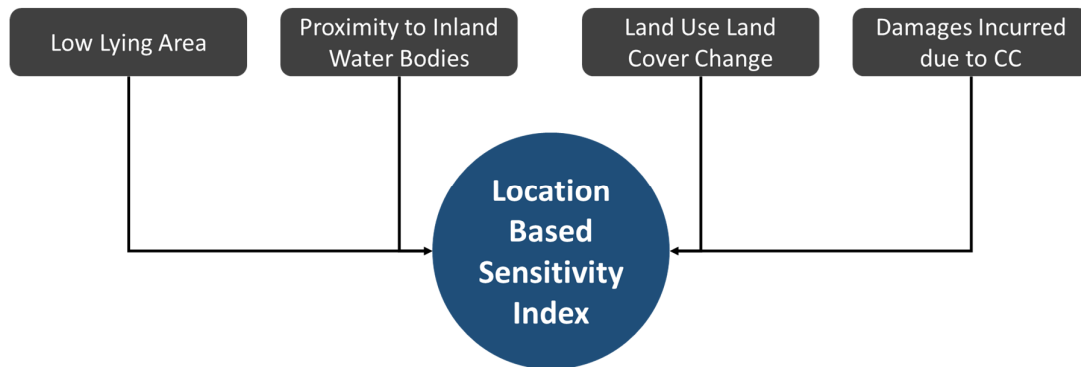 Low Lying Area
Proximity to Inland
Water Bodies
Land Use Land
Cover Change
Damages Incurred
due to CC
Location
Based
Sensitivity
Index